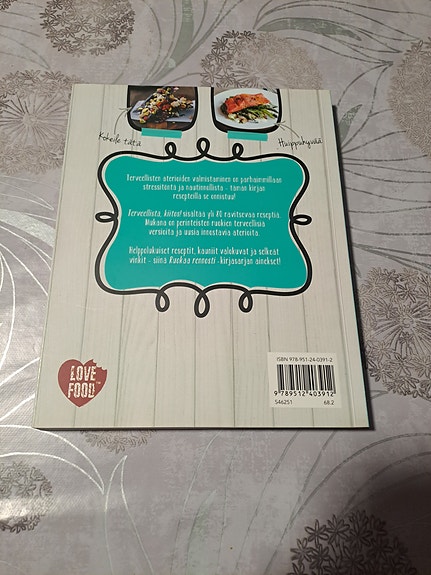 Kokeile tätä
Huippuhyvää
Terveellisten aterioiden valmistaminen on parhaimmillaan
stressitöntä ja nautinnollista - tämän kirjan
resepteillä se onnistuu!
Terveellistä, kiitos! sisältää yli 80 ravitsevaa reseptiä.
Mukana on perinteisten ruokien terveellisiä
versioita ja uusia innostavia aterioita.
Helppolukuiset reseptit, kauniit valokuvat ja selkeät
vinkit - siinä Ruokaa rennosti -kirjasarjan ainekset!
LOVE
FOOD™
ISBN 978-951-24-0391-2
9 789512 403912
546251 68.2